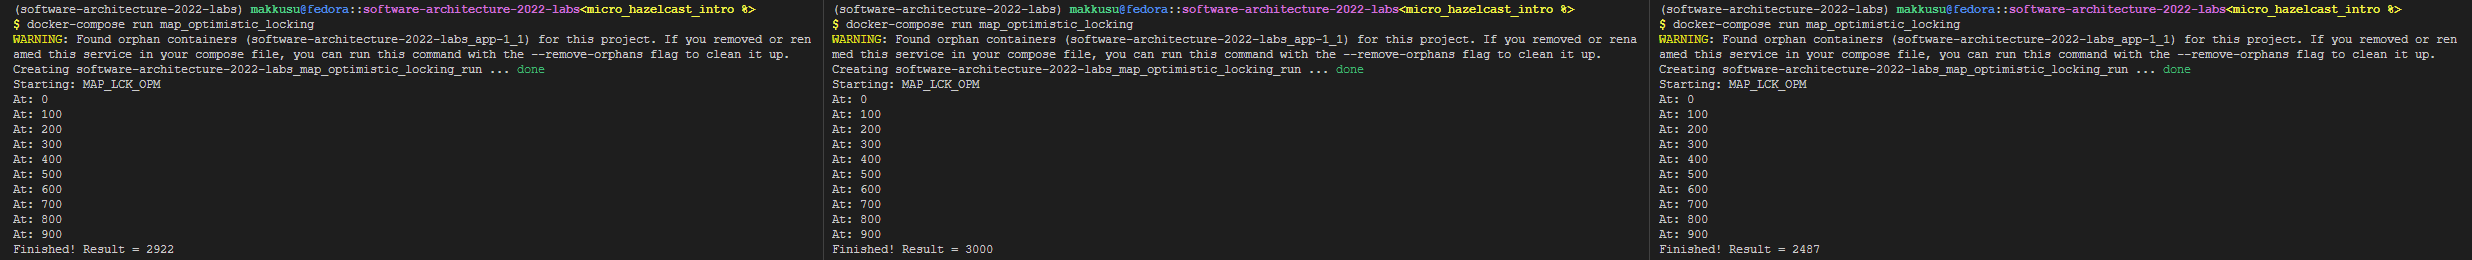 (software-architecture-2022-labs) makkusu@fedora::software-architecture-2022-labs<micro_hazelcast_intro %>
$ docker-compose run map_optimistic_locking
WARNING: Found orphan containers (software-architecture-2022-labs_app-1_1) for this project. If you removed or ren
amed this service in your compose file, you can run this command with the --remove-orphans flag to clean it up.
Creating software-architecture-2022-labs_map_optimistic_locking_run ... done
Starting: MAP_LCK_OPM
At: 0
At: 100
At: 200
At: 300
At: 400
At: 500
At: 600
At: 700
At: 800
At: 900
Finished! Result = 2922
(software-architecture-2022-labs) makkusu@fedora::software-architecture-2022-labs<micro_hazelcast_intro %>
$ docker-compose run map_optimistic_locking
WARNING: Found orphan containers (software-architecture-2022-labs_app-1_1) for this project. If you removed or rena
med this service in your compose file, you can run this command with the --remove-orphans flag to clean it up.
Creating software-architecture-2022-labs_map_optimistic_locking_run ... done
Starting: MAP_LCK_OPM
At: 0
At: 100
At: 200
At: 300
At: 400
At: 500
At: 600
At: 700
At: 800
At: 900
Finished! Result = 3000
(software-architecture-2022-labs) makkusu@fedora::software-architecture-2022-labs<micro_hazelcast_intro %>
$ docker-compose run map_optimistic_locking
WARNING: Found orphan containers (software-architecture-2022-labs_app-1_1) for this project. If you removed or ren
amed this service in your compose file, you can run this command with the --remove-orphans flag to clean it up.
Creating software-architecture-2022-labs_map_optimistic_locking_run ... done
Starting: MAP_LCK_OPM
At: 0
At: 100
At: 200
At: 300
At: 400
At: 500
At: 600
At: 700
At: 800
At: 900
Finished! Result = 2487